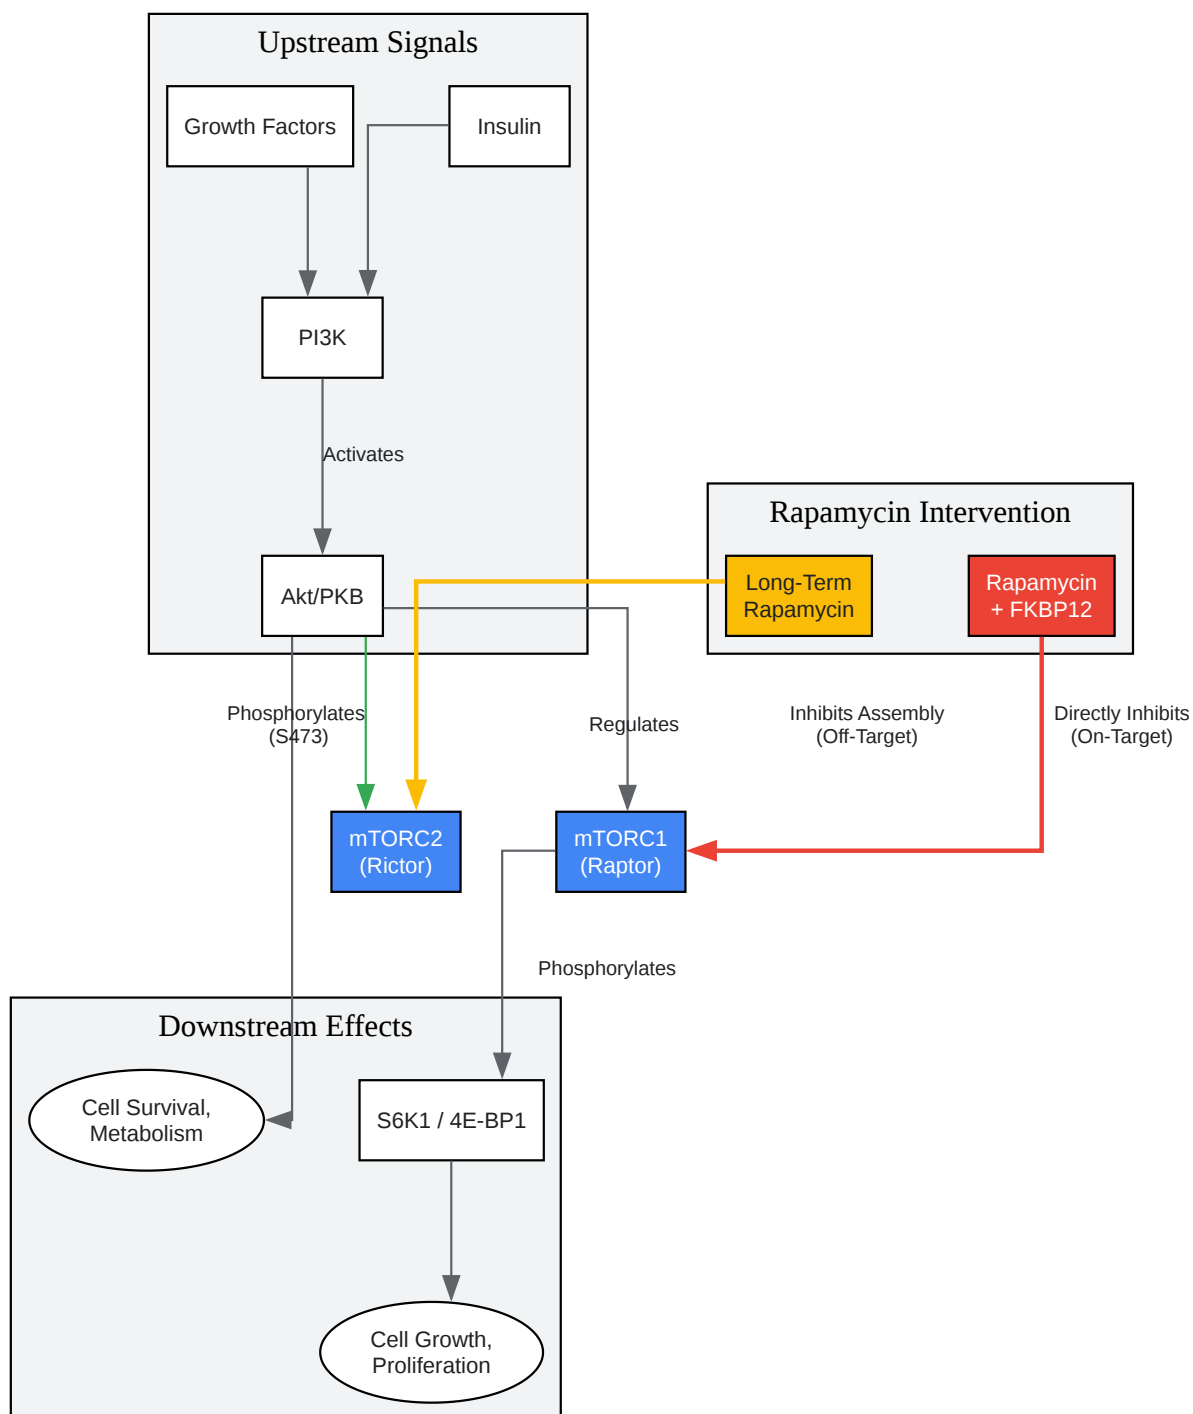 Upstream Signals
Growth Factors
Insulin
PI3K
Activates
Rapamycin Intervention
Akt/PKB
Long-Term
Rapamycin
Rapamycin
+ FKBP12
Phosphorylates
(S473)
Regulates
Inhibits Assembly
(Off-Target)
Directly Inhibits
(On-Target)
mTORC2
(Rictor)
mTORC1
(Raptor)
Phosphorylates
Downstream Effects
Cell Survival,
Metabolism
S6K1 / 4E-BP1
Cell Growth,
Proliferation